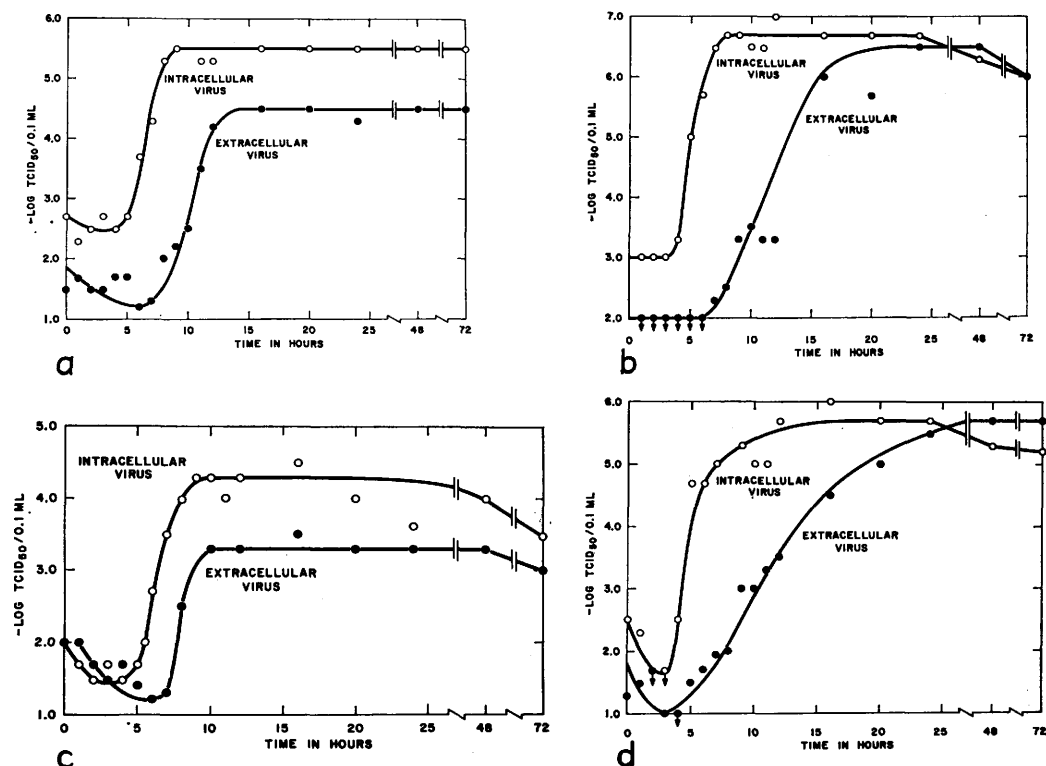 6.0
5.0
4.0
3.0
2.0
1.0
-LOG TCID50/0.1 ML
INTRACELLULAR
VIRUS
EXTRACELLULAR
VIRUS
0 5 10 15 20 25 48 72
TIME IN HOURS
a
7.0
6.0
5.0
4.0
3.0
2.0
-LOG TCID50/0.1 ML
INTRACELLULAR
VIRUS
EXTRACELLULAR
VIRUS
0 5 10 15 20 25 48 72
TIME IN HOURS
b
5.0
4.0
3.0
2.0
1.0
-LOG TCID50/0.1 ML
INTRACELLULAR
VIRUS
EXTRACELLULAR
VIRUS
0 5 10 15 20 25 48 72
TIME IN HOURS
c
6.0
5.0
4.0
3.0
2.0
1.0
-LOG TCID50/0.1 ML
INTRACELLULAR
VIRUS
EXTRACELLULAR
VIRUS
0 5 10 15 20 25 48 72
TIME IN HOURS
d